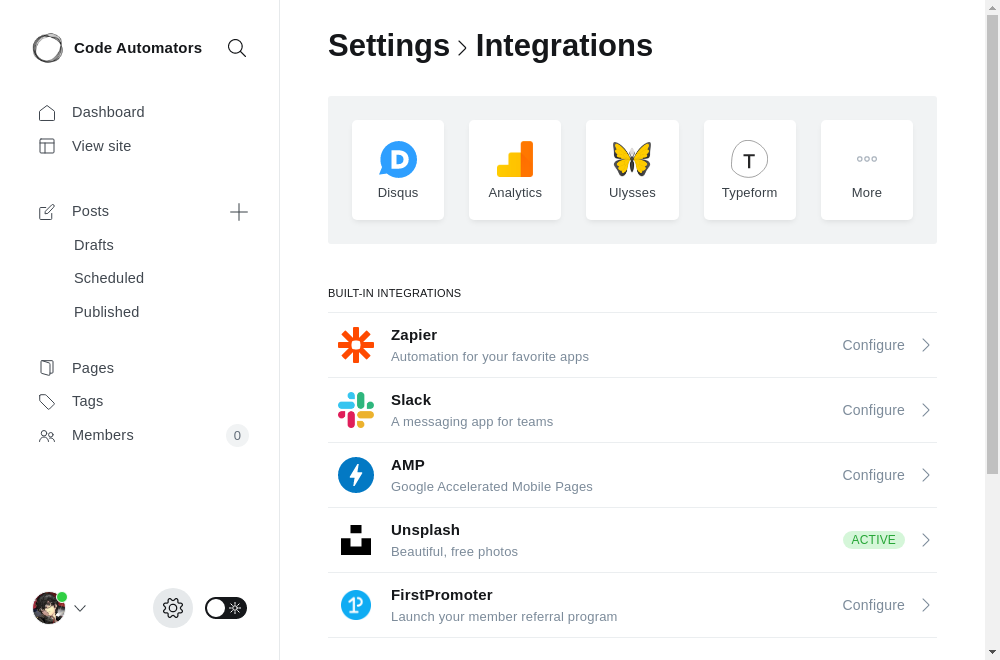 Code Automators
Dashboard
View site
Posts
Drafts
Scheduled
Published
Pages
Tags
Members
0
Settings > Integrations
Disqus
Analytics
Ulysses
T
Typeform
More
BUILT-IN INTEGRATIONS
Zapier
Automation for your favorite apps
Configure
Slack
A messaging app for teams
Configure
AMP
Google Accelerated Mobile Pages
Configure
Unsplash
Beautiful, free photos
ACTIVE
FirstPromoter
Launch your member referral program
Configure